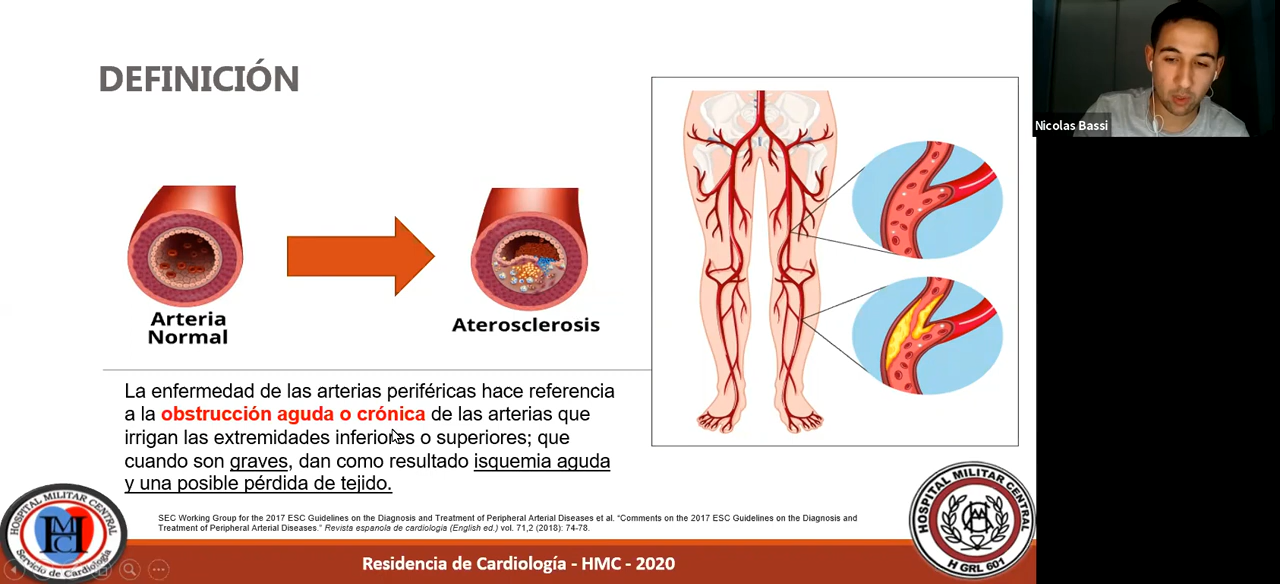 DEFINICIÓN
Nicolas Bassi
Arteria
Normal
Aterosclerosis
La enfermedad de las arterias periféricas hace referencia
a la obstrucción aguda o crónica de las arterias que
irrigan las extremidades inferiores o superiores; que
cuando son graves, dan como resultado isquemia aguda
y una posible pérdida de tejido.
SEC Working Group for the 2017 ESC Guidelines on the Diagnosis and Treatment of Peripheral Arterial Diseases et al. “Comments on the 2017 ESC Guidelines on the Diagnosis and
Treatment of Peripheral Arterial Diseases.” Revista espanola de cardiologia (English ed.) vol. 71,2 (2018): 74-78.
HOSPITAL MILITAR CENTRAL
HMC
Servicio de Cardiología
Residencia de Cardiología - HMC - 2020
HOSPITAL MILITAR CENTRAL
H GRL 601